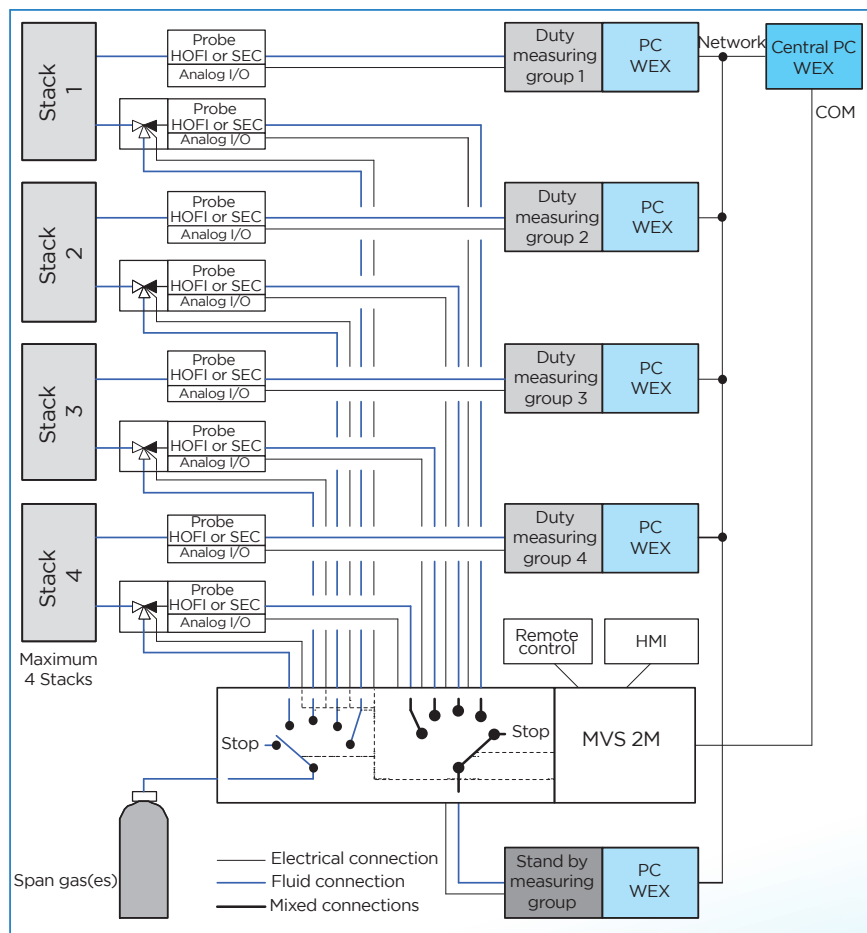 Stack
1
Probe
HOFI or SEC
Analog I/O
Duty
measuring
group 1
PC
WEX
Network
Central PC
WEX
COM
Probe
HOFI or SEC
Analog I/O
Stack
2
Probe
HOFI or SEC
Analog I/O
Duty
measuring
group 2
PC
WEX
Probe
HOFI or SEC
Analog I/O
Stack
3
Probe
HOFI or SEC
Analog I/O
Duty
measuring
group 3
PC
WEX
Probe
HOFI or SEC
Analog I/O
Stack
4
Probe
HOFI or SEC
Analog I/O
Duty
measuring
group 4
PC
WEX
Probe
HOFI or SEC
Analog I/O
Maximum
4 Stacks
Remote
control
HMI
Stop
Stop
MVS 2M
Span gas(es)
Electrical connection
Fluid connection
Mixed connections
Stand by
measuring
group
PC
WEX